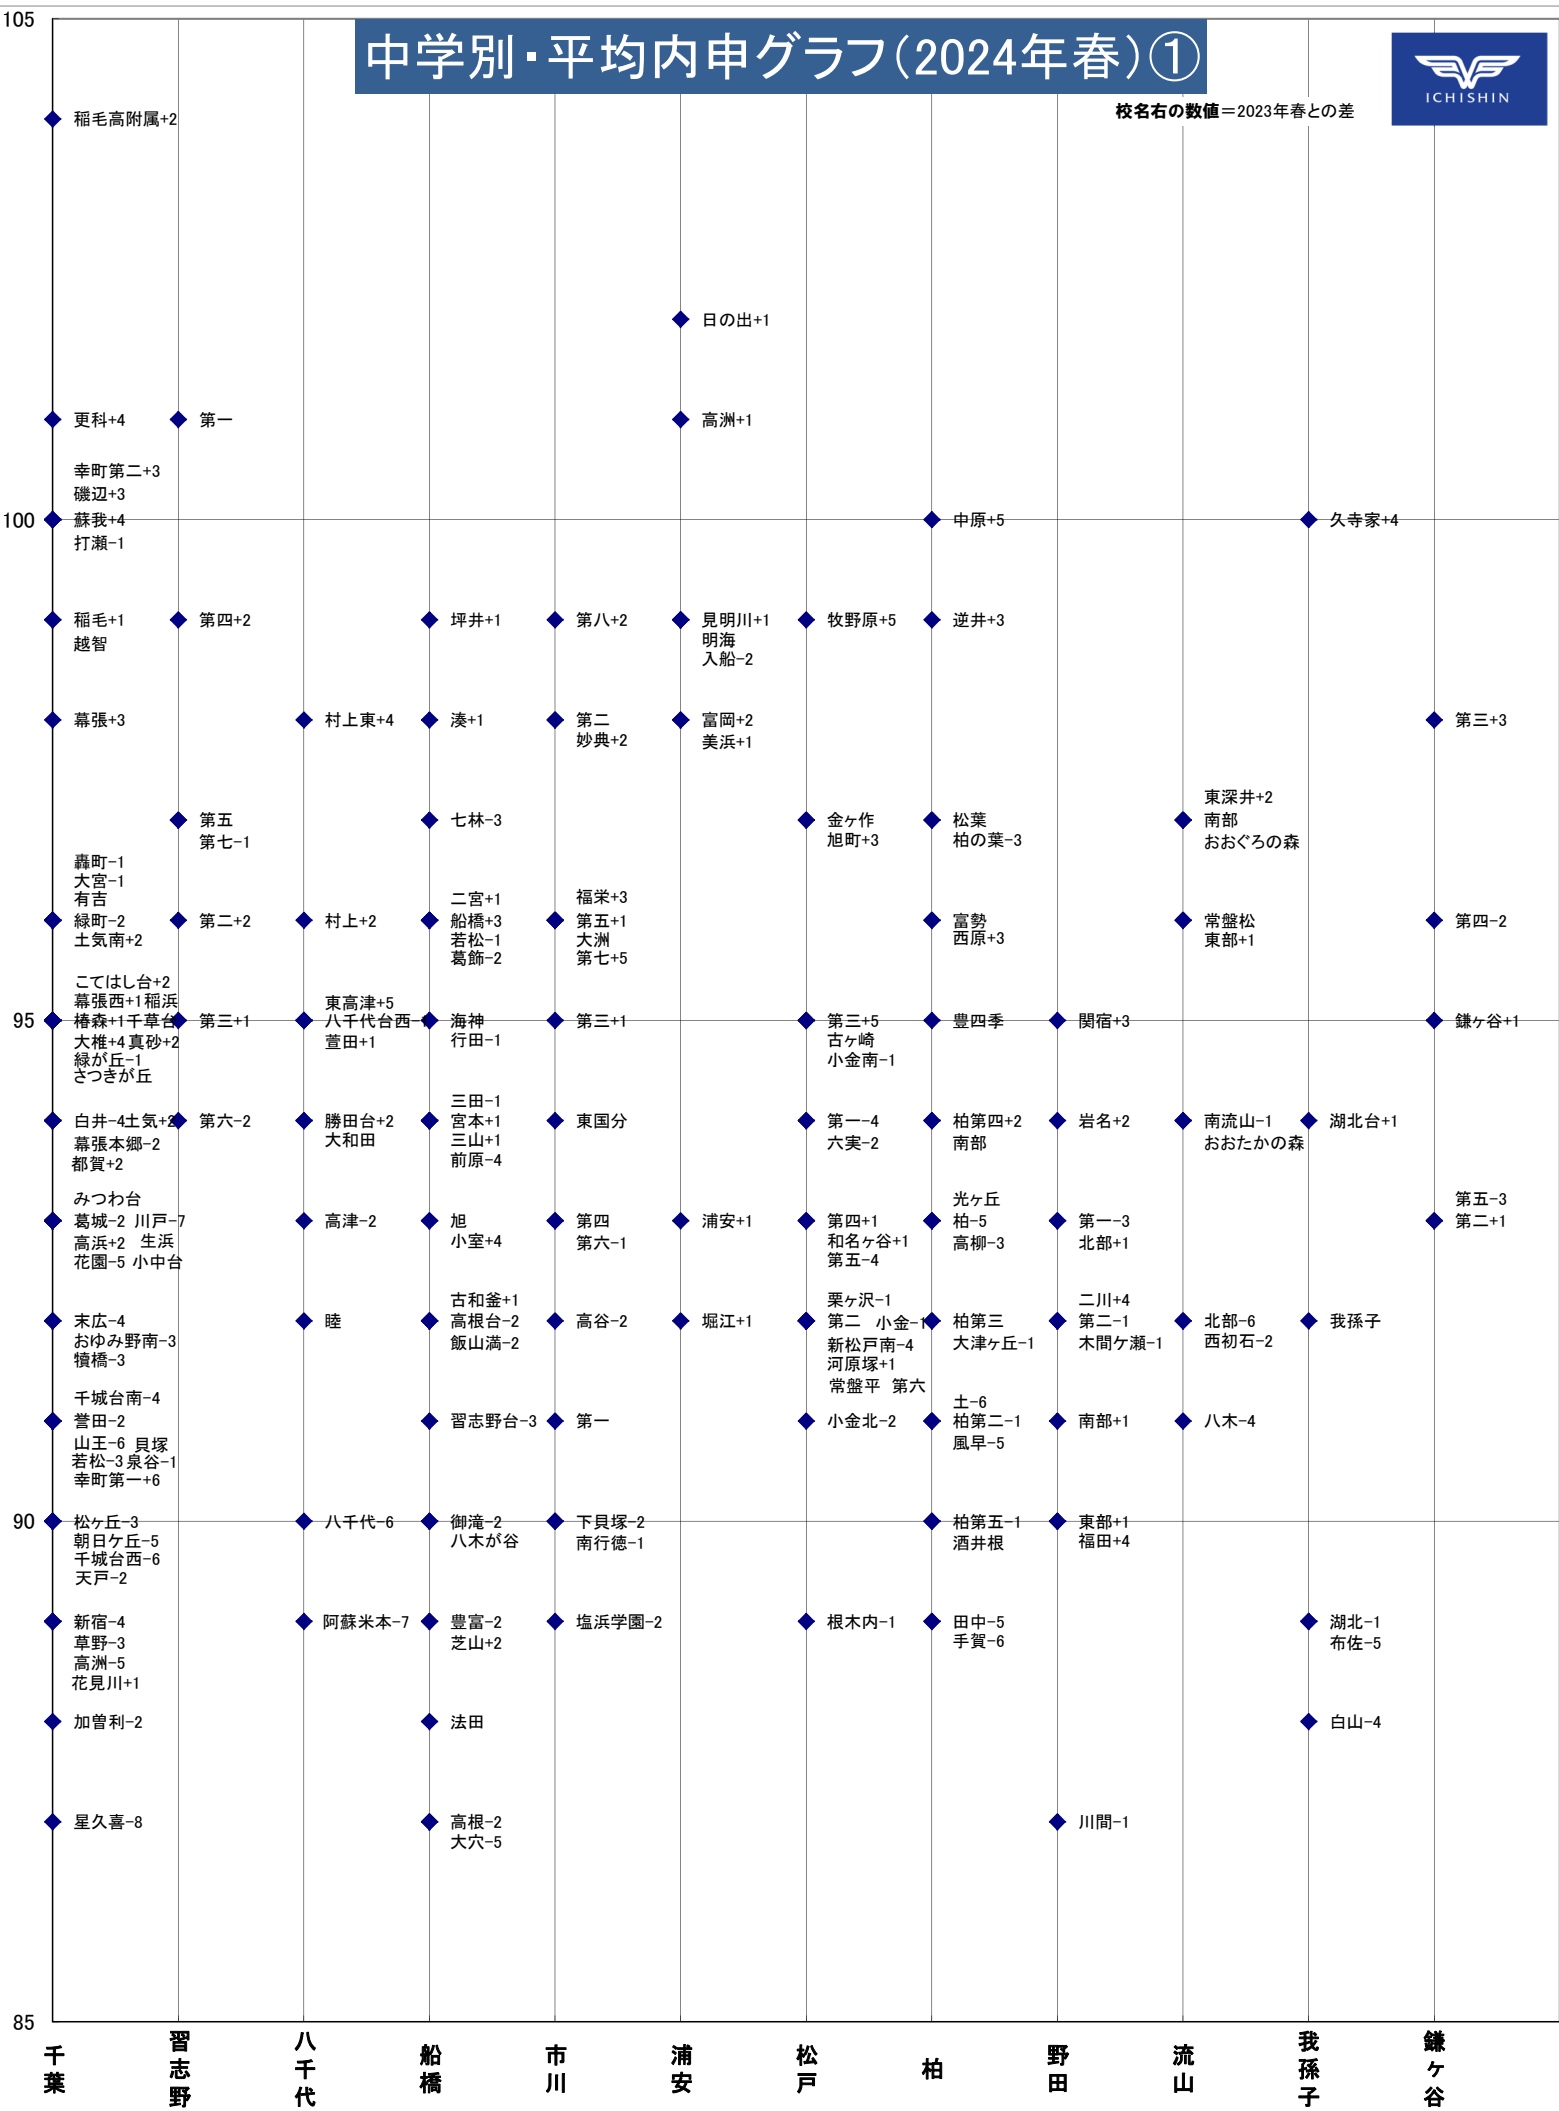 中学別・平均内申グラフ(2024年春)①
ICHISHIN
校名右の数値＝2023年春との差
105
稲毛高附属+2
日の出+1
更科+4 第一 高洲+1
幸町第二+3
磯辺+3
100 蘇我+4 中原+5 久寺家+4
打瀬-1
稲毛+1 第四+2 坪井+1 第八+2 見明川+1 牧野原+5 逆井+3
越智 明海
入船-2
幕張+3 村上東+4 湊+1 第二 富岡+2 第三+3
妙典+2 美浜+1
東深井+2
第五 七林-3 金ヶ作 松葉 南部
第七-1 旭町+3 柏の葉-3 おおぐろの森
轟町-1
大宮-1
有吉 二宮+1 福栄+3
緑町-2 第二+2 村上+2 船橋+3 第五+1 富勢 常盤松 第四-2
土気南+2 若松-1 大洲 西原+3 東部+1
葛飾-2 第七+5
こてはし台+2
幕張西+1 稲浜 東高津+5
95 椿森+1 千草台 第三+1 八千代台西- 海神 第三+1 第三+5 豊四季 関宿+3 鎌ヶ谷+1
大椎+4 真砂+2 萱田+1 行田-1 古ヶ崎
緑が丘-1 小金南-1
さつきが丘
三田-1
白井-4 土気+2 第六-2 勝田台+2 宮本+1 東国分 第一-4 柏第四+2 岩名+2 南流山-1 湖北台+1
幕張本郷-2 大和田 三山+1 六実-2 南部 おおたかの森
都賀+2 前原-4
みつわ台 光ヶ丘 第五-3
葛城-2 川戸-7 高津-2 旭 第四 浦安+1 第四+1 柏-5 第一-3 第二+1
高浜+2 生浜 小室+4 第六-1 和名ヶ谷+1 高柳-3 北部+1
花園-5 小中台 第五-4
古和釜+1 栗ヶ沢-1 二川+4
末広-4 睦 高根台-2 高谷-2 堀江+1 第二 小金-1 柏第三 第二-1 北部-6 我孫子
おゆみ野南-3 飯山満-2 新松戸南-4 大津ヶ丘-1 木間ケ瀬-1 西初石-2
犢橋-3 河原塚+1
常盤平 第六
千城台南-4 土-6
誉田-2 習志野台-3 第一 小金北-2 柏第二-1 南部+1 八木-4
山王-6 貝塚 風早-5
若松-3 泉谷-1
幸町第一+6
90 松ヶ丘-3 八千代-6 御滝-2 下貝塚-2 柏第五-1 東部+1
朝日ケ丘-5 八木が谷 南行徳-1 酒井根 福田+4
千城台西-6
天戸-2
新宿-4 阿蘇米本-7 豊富-2 塩浜学園-2 根木内-1 田中-5 湖北-1
草野-3 芝山+2 手賀-6 布佐-5
高洲-5
花見川+1
加曽利-2 法田 白山-4
星久喜-8 高根-2 川間-1
大穴-5
85
千葉 習志野 八千代 船橋 市川 浦安 松戸 柏 野田 流山 我孫子 鎌ヶ谷